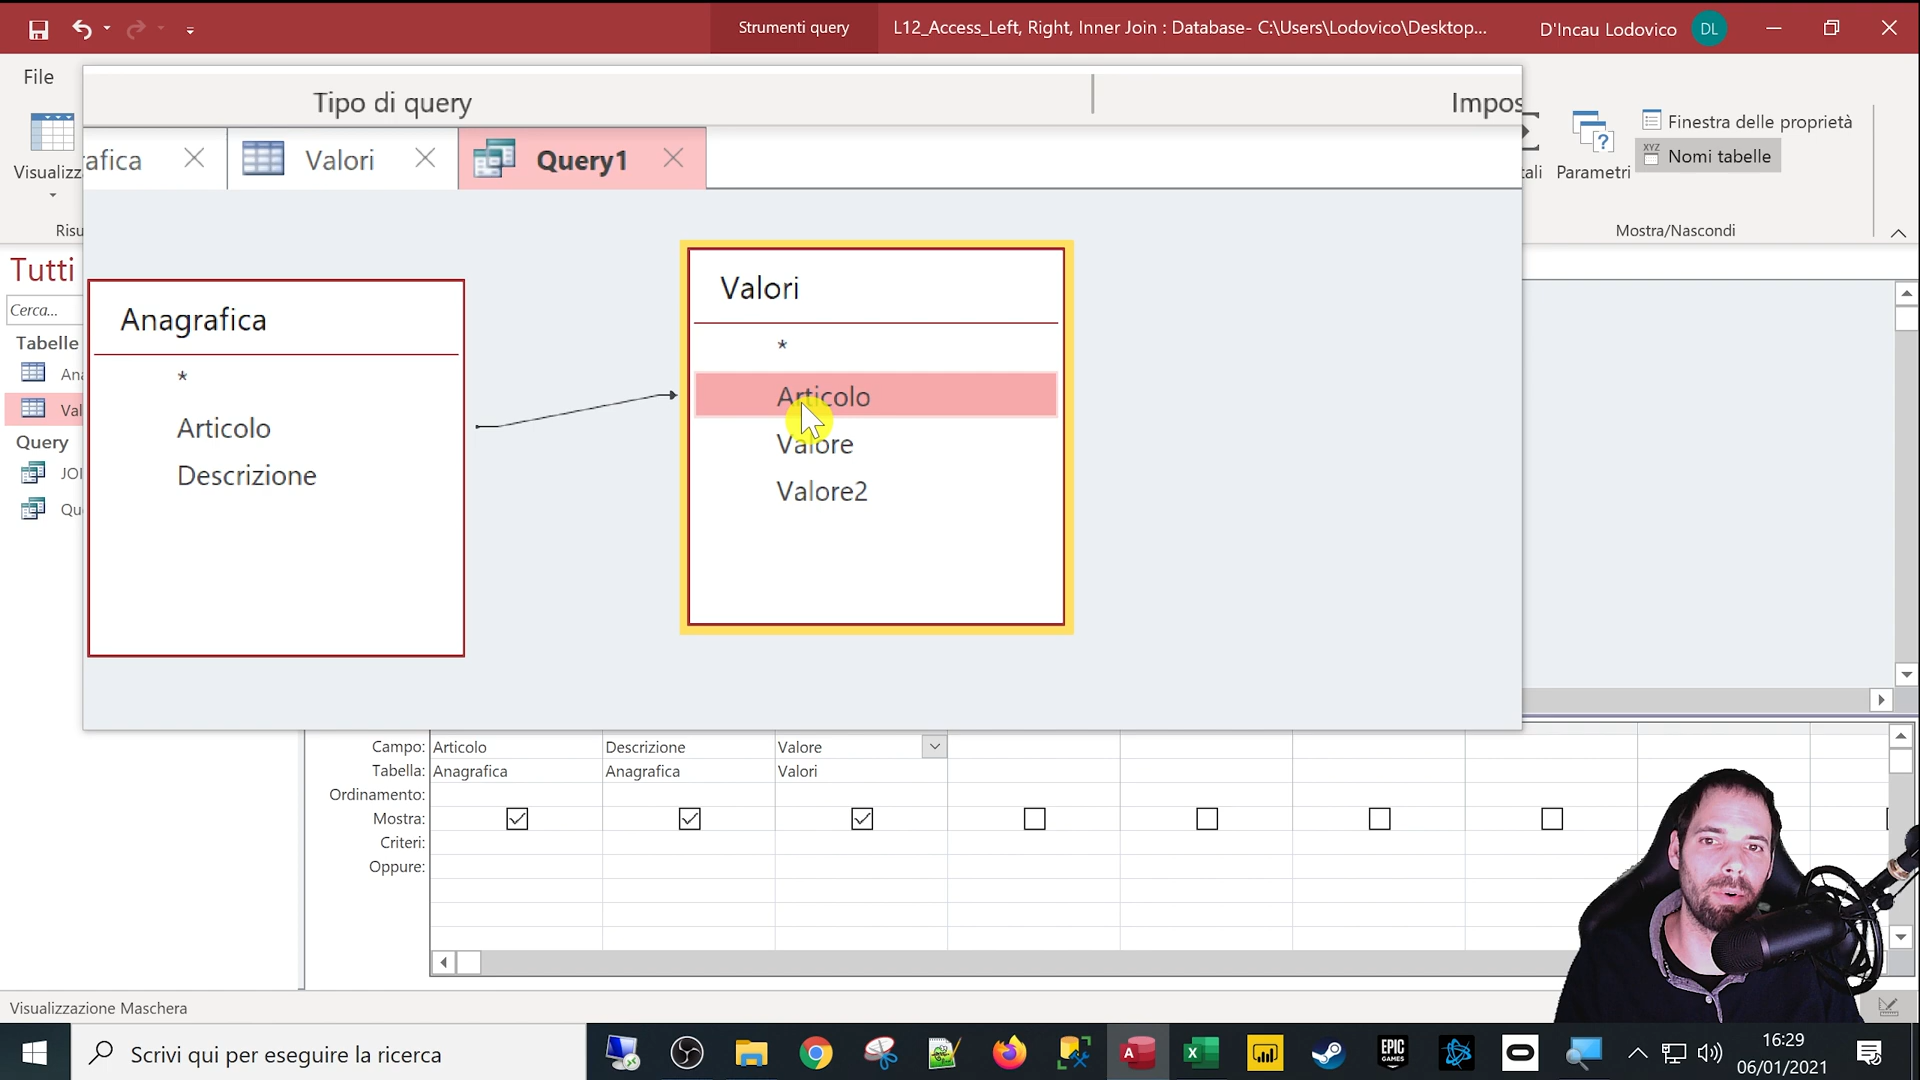 Strumenti query
L12_Access_Left, Right, Inner Join : Database- C:\Users\Lodovico\Desktop...
D'Incau Lodovico
DL
File
Tipo di query
Impos
Visualizz
Risu
afica
Valori
Query1
tali
Parametri
Finestra delle proprietà
Nomi tabelle
Mostra/Nascondi
Tutti
Cerca...
Tabelle
Ana
Val
Query
JOI
Qu
Anagrafica
*
Articolo
Descrizione
Valori
*
Articolo
Valore
Valore2
Campo: Articolo Descrizione Valore
Tabella: Anagrafica Anagrafica Valori
Ordinamento:
Mostra:
Criteri:
Oppure:
Visualizzazione Maschera
Scrivi qui per eseguire la ricerca
EPIC
GAMES
16:29
06/01/2021